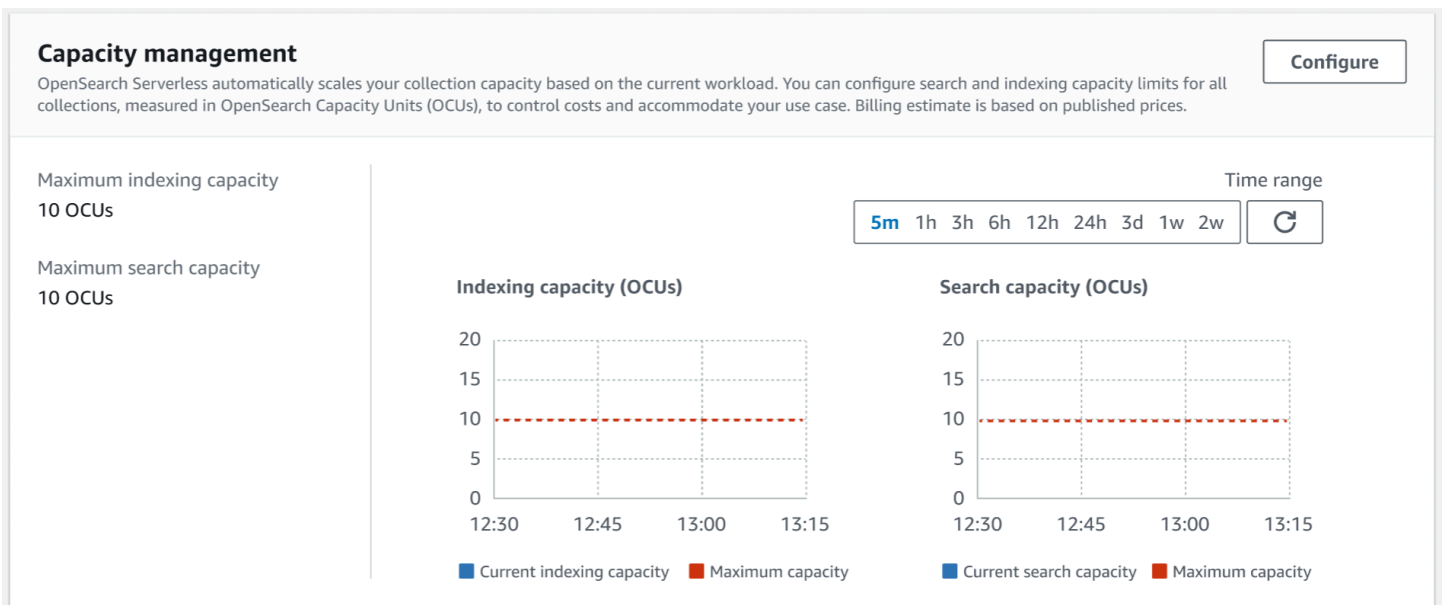 Capacity management
Configure
OpenSearch Serverless automatically scales your collection capacity based on the current workload. You can configure search and indexing capacity limits for all
collections, measured in OpenSearch Capacity Units (OCUs), to control costs and accommodate your use case. Billing estimate is based on published prices.
Maximum indexing capacity
10 OCUs
Maximum search capacity
10 OCUs
Time range
5m 1h 3h 6h 12h 24h 3d 1w 2w
Indexing capacity (OCUs)
20
15
10
5
0
12:30 12:45 13:00 13:15
Current indexing capacity Maximum capacity
Search capacity (OCUs)
20
15
10
5
0
12:30 12:45 13:00 13:15
Current search capacity Maximum capacity